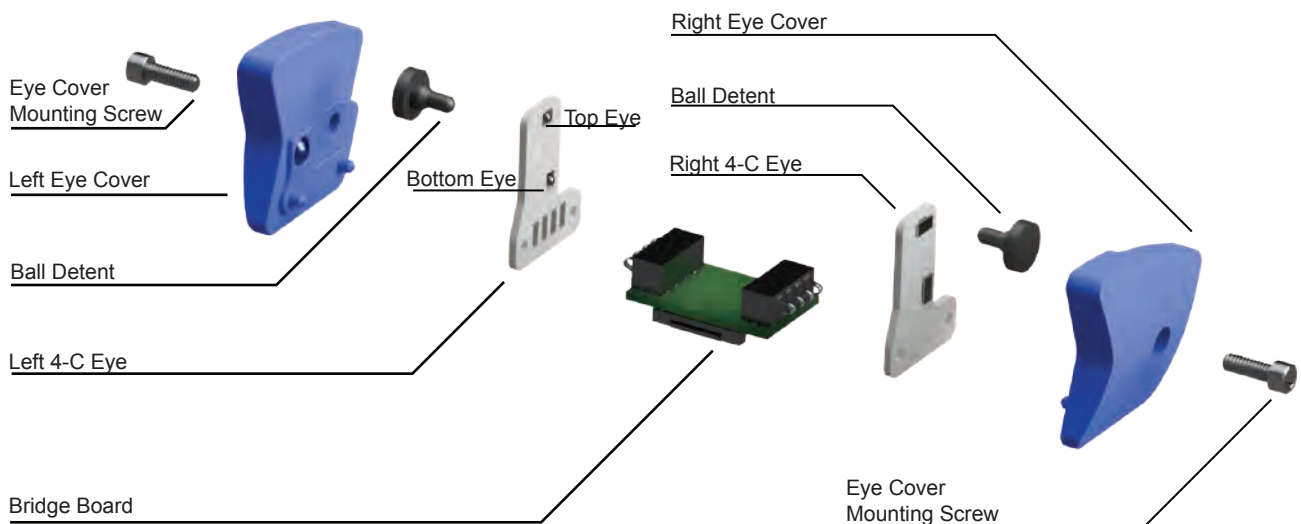 Right Eye Cover
Eye Cover
Mounting Screw
Ball Detent
Top Eye
Right 4-C Eye
Left Eye Cover
Bottom Eye
Ball Detent
Left 4-C Eye
Bridge Board
Eye Cover
Mounting Screw